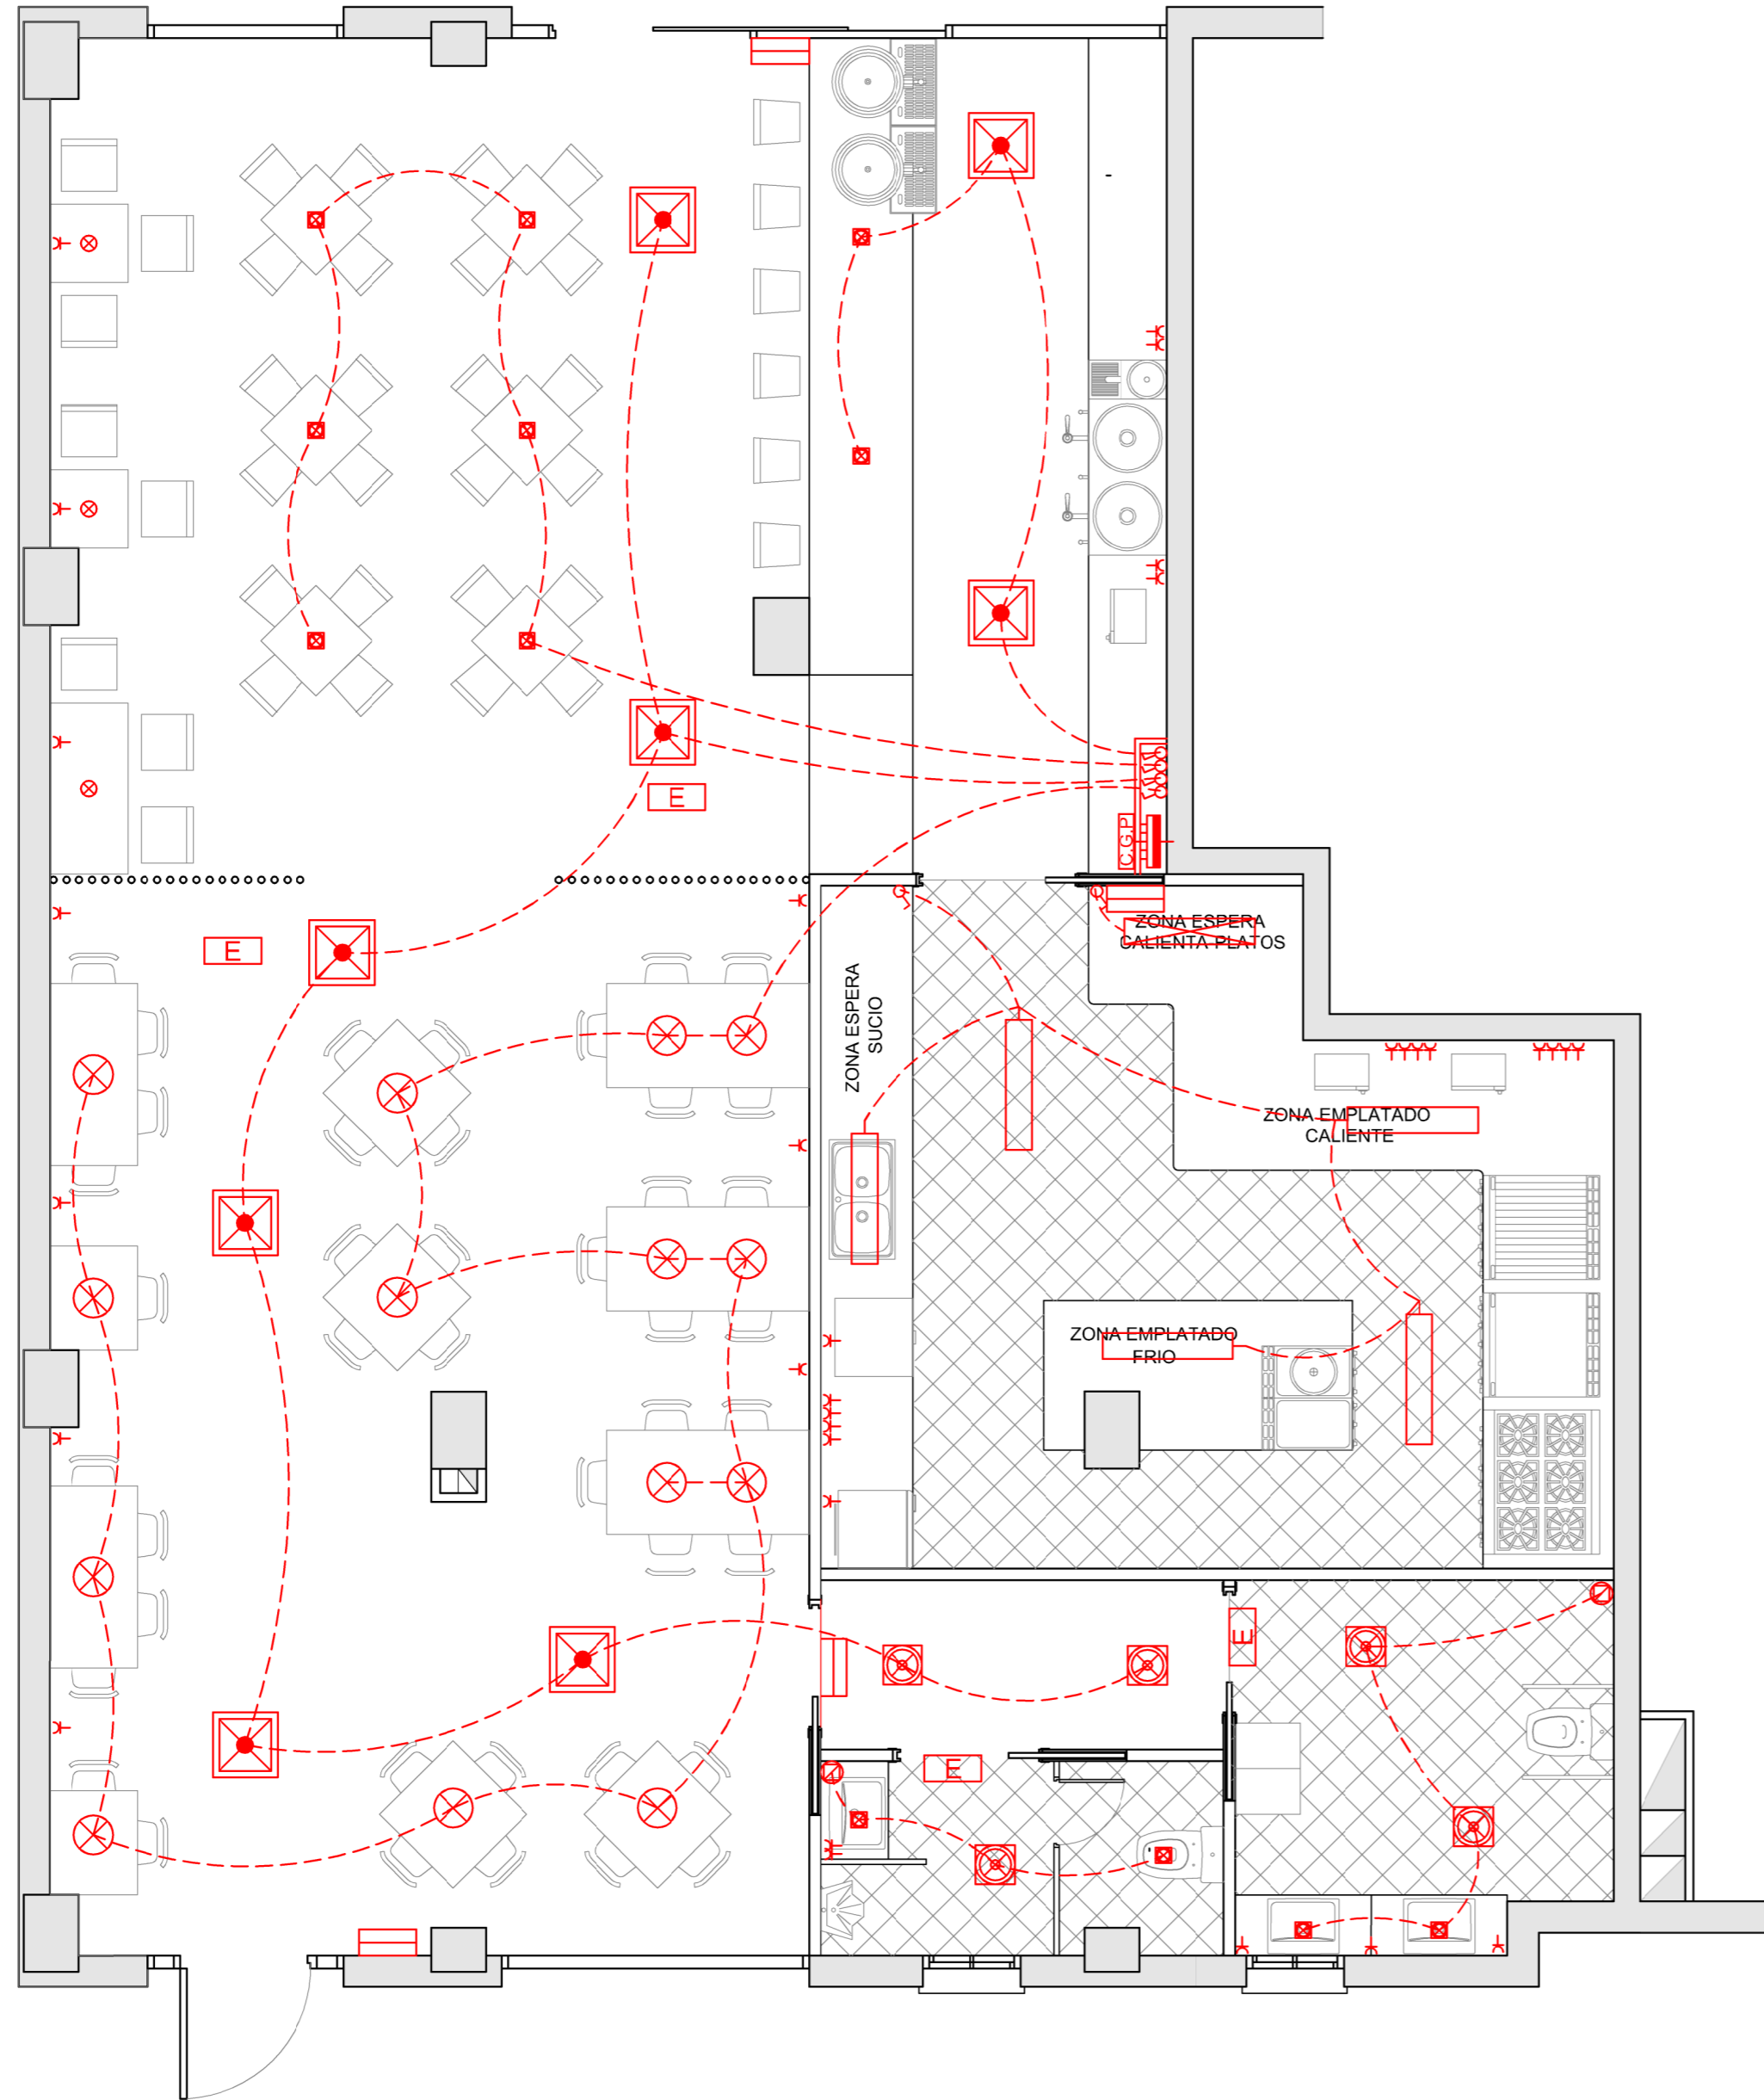 E
C.G.P
ZONA ESPERA
CALIENTA PLATOS
E
ZONA ESPERA
SUCIO
ZONA EMPLATADO
CALIENTE
ZONA EMPLATADO
FRIO
E
E